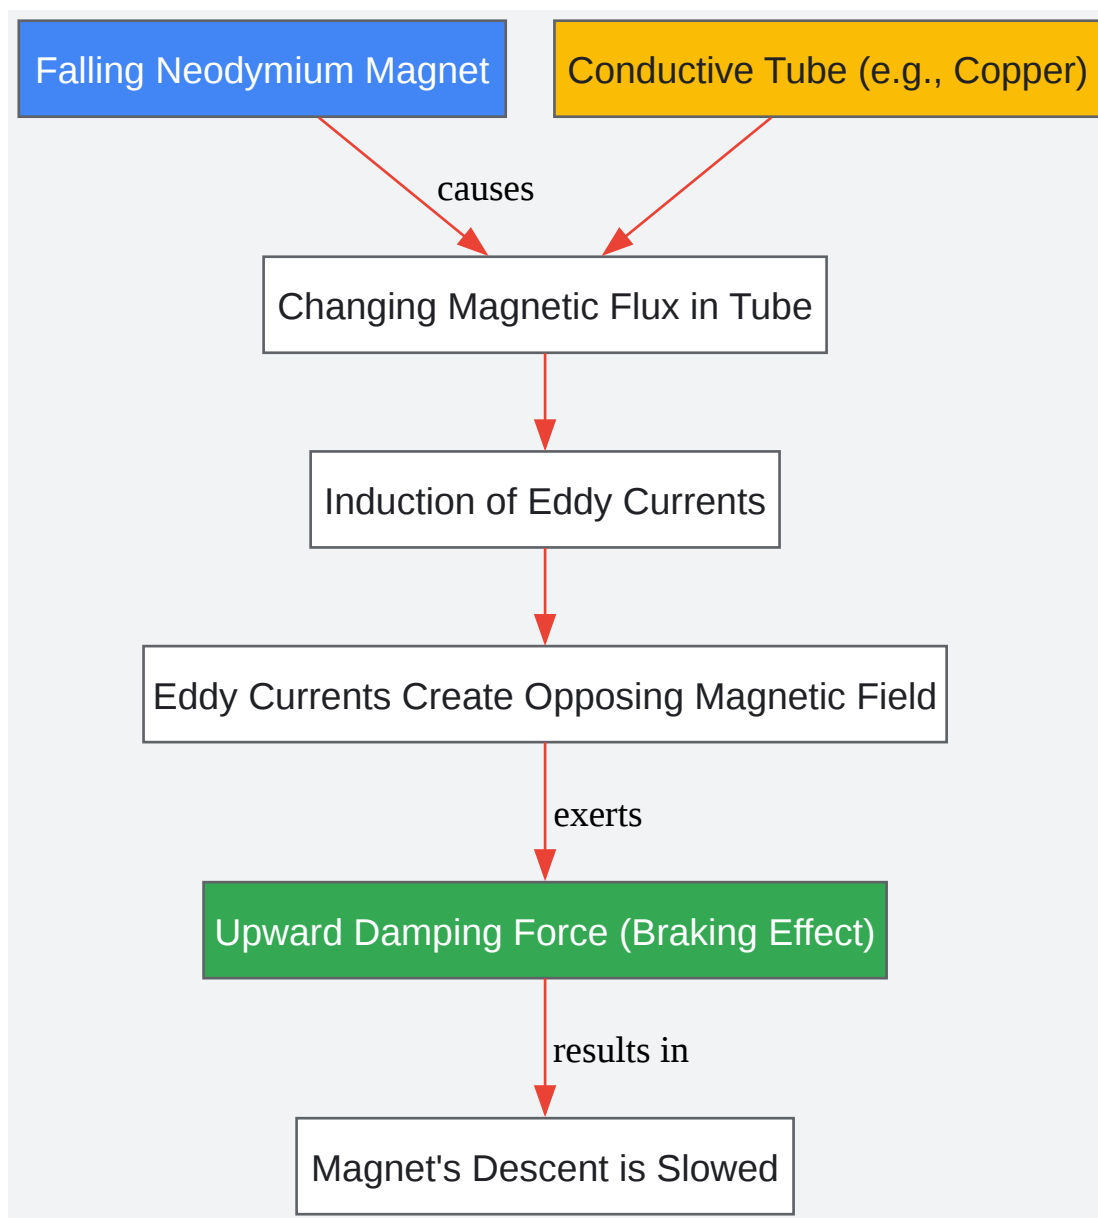 Falling Neodymium Magnet
Conductive Tube (e.g., Copper)
causes
Changing Magnetic Flux in Tube
Induction of Eddy Currents
Eddy Currents Create Opposing Magnetic Field
exerts
Upward Damping Force (Braking Effect)
results in
Magnet's Descent is Slowed